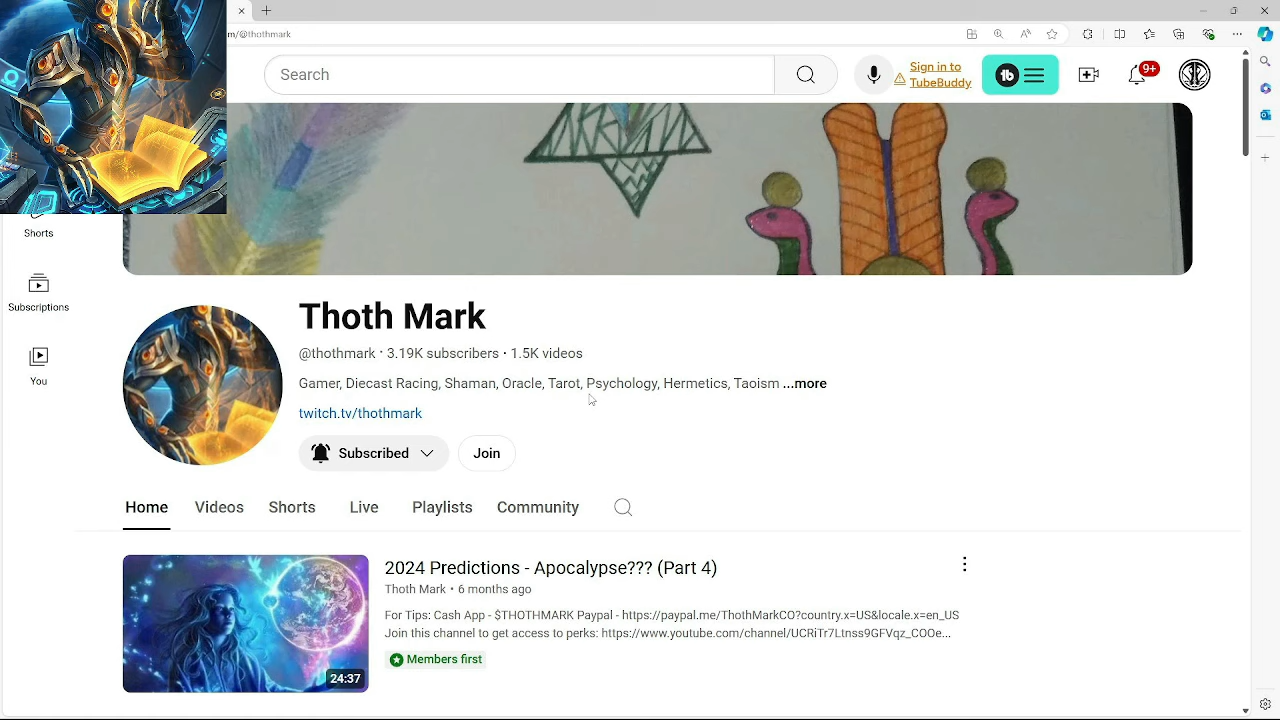 m/@thothmark
Search
Sign in to
TubeBuddy
9+
Shorts
Subscriptions
You
Thoth Mark
@thothmark • 3.19K subscribers • 1.5K videos
Gamer, Diecast Racing, Shaman, Oracle, Tarot, Psychology, Hermetics, Taoism ...more
twitch.tv/thothmark
Subscribed
Join
Home
Videos
Shorts
Live
Playlists
Community
2024 Predictions - Apocalypse??? (Part 4)
Thoth Mark • 6 months ago
For Tips: Cash App - $THOTHMARK Paypal - https://paypal.me/ThothMarkCO?country.x=US&locale.x=en_US
Join this channel to get access to perks: https://www.youtube.com/channel/UCRiTr7Ltnss9GFVqz_COOe...
Members first
24:37